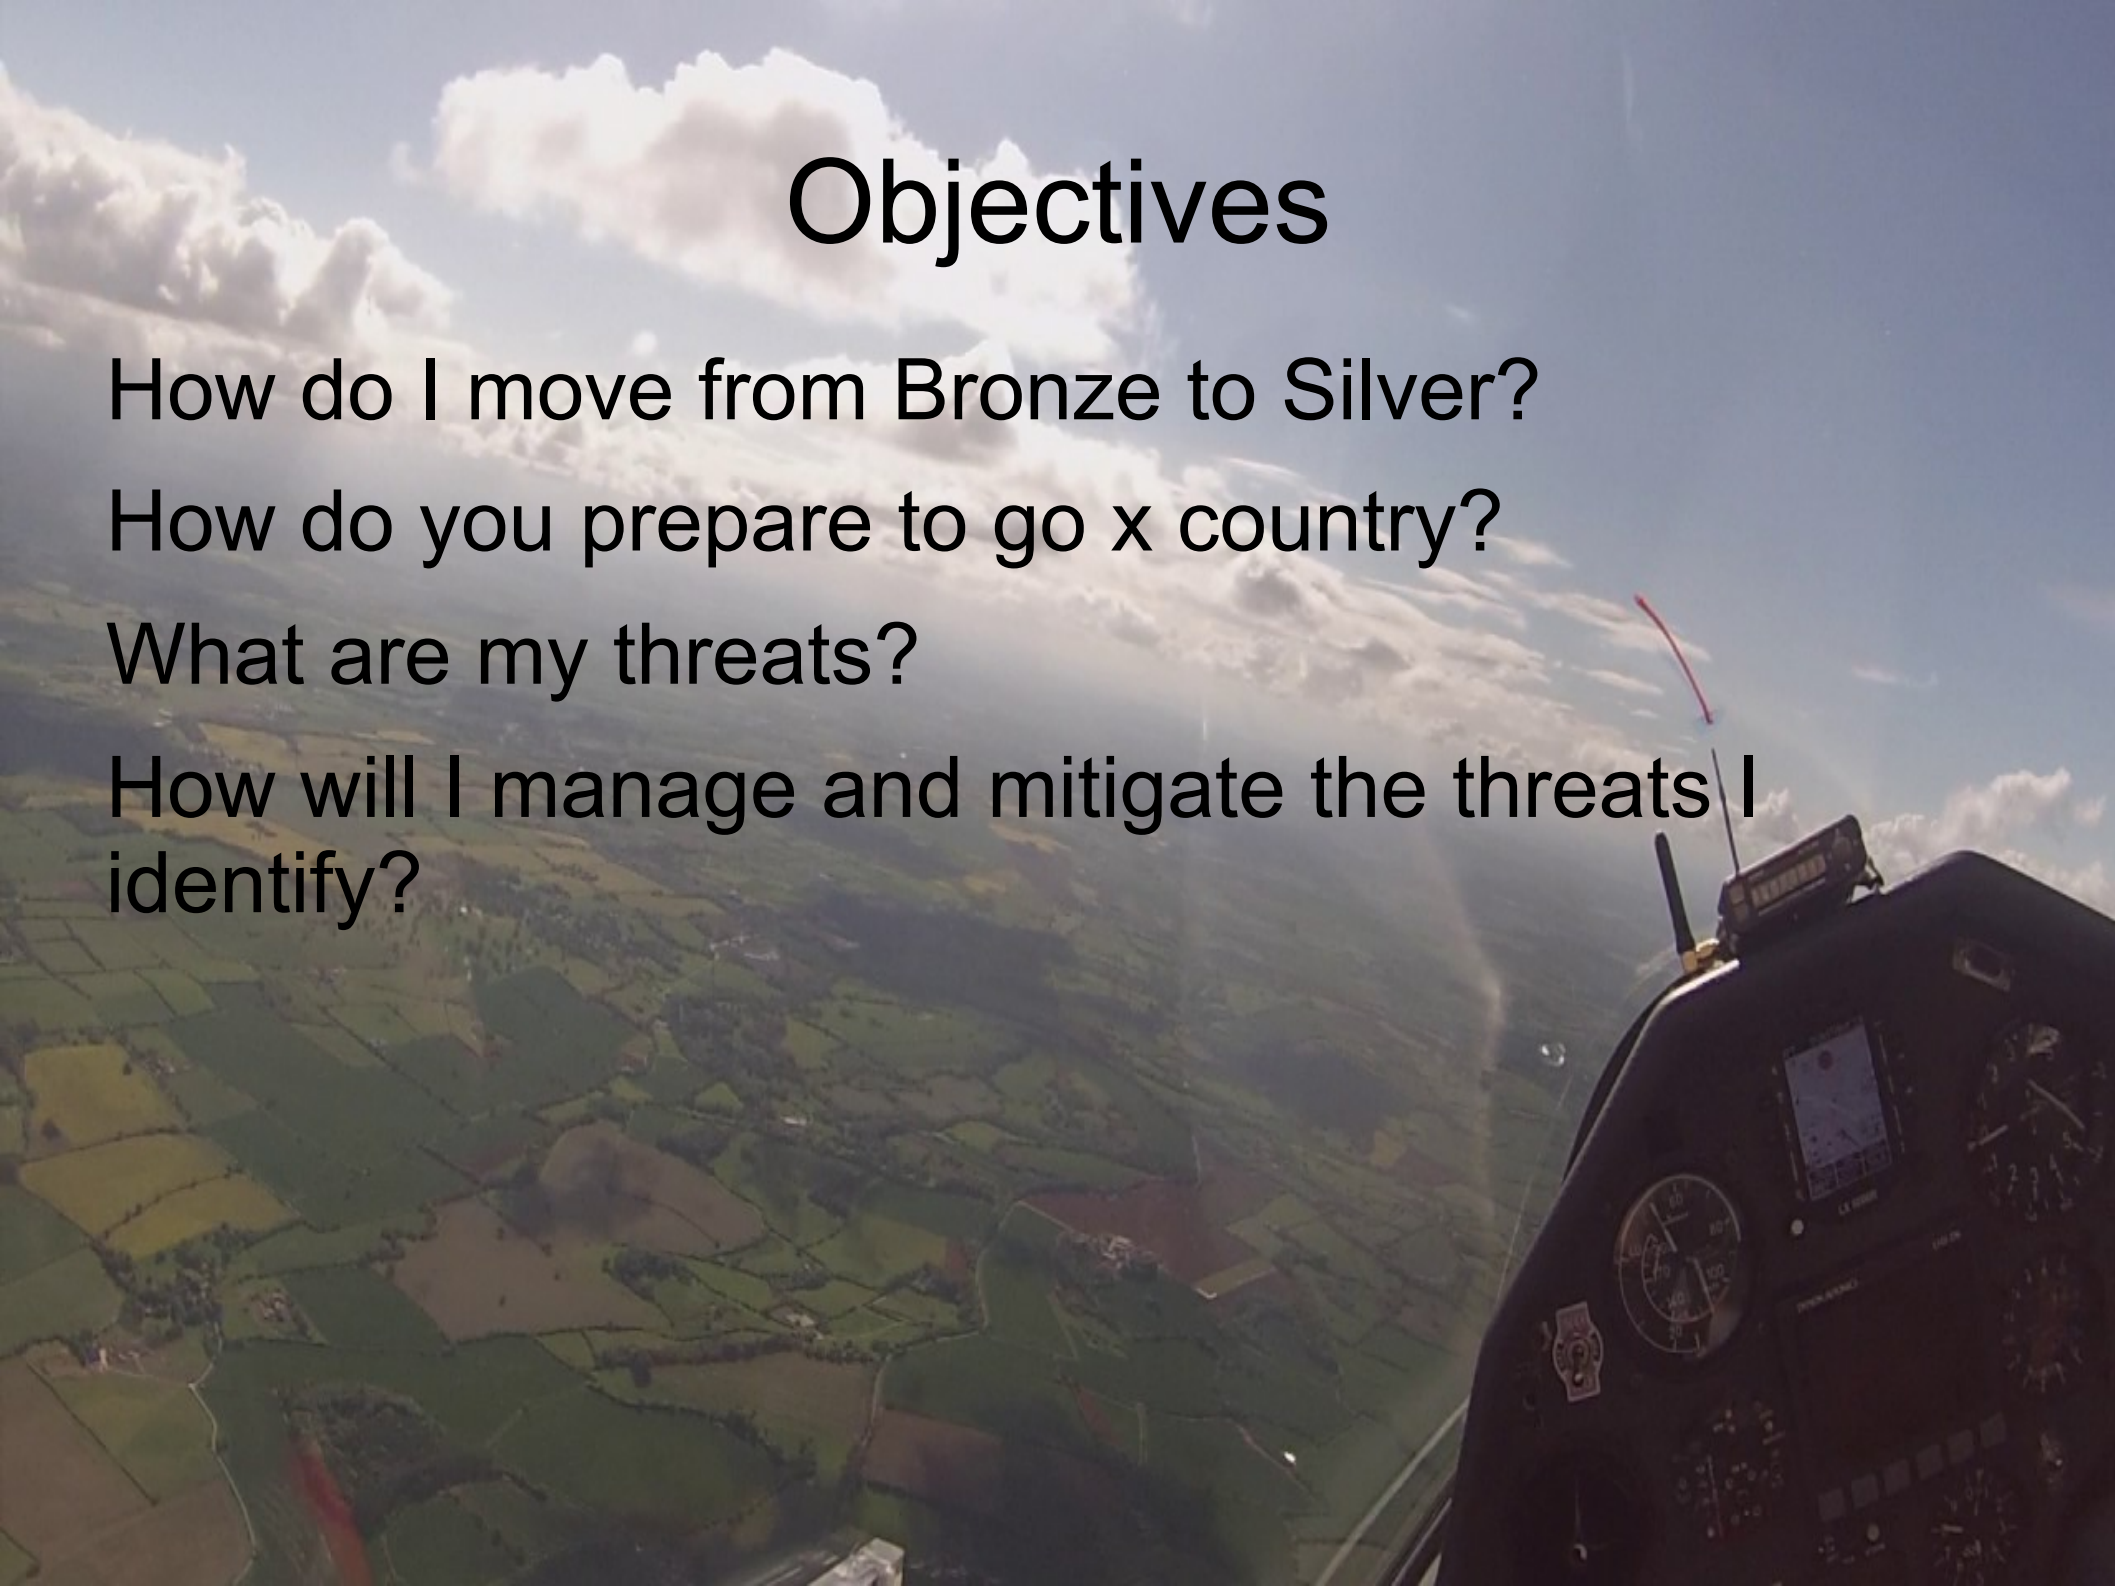 Objectives
How do I move from Bronze to Silver?
How do you prepare to go x country?
What are my threats?
How will I manage and mitigate the threats I
identify?